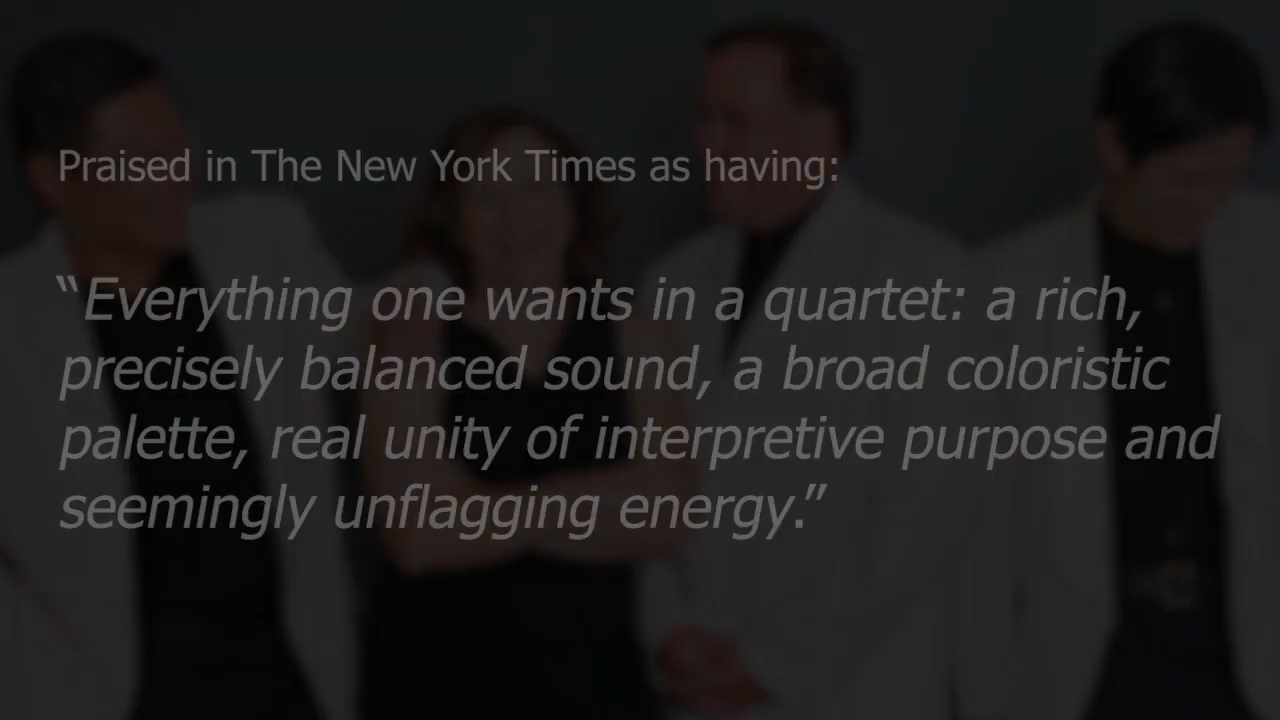 Praised in The New York Times as having:
“Everything one wants in a quartet: a rich,
precisely balanced sound, a broad coloristic
palette, real unity of interpretive purpose and
seemingly unflagging energy.”